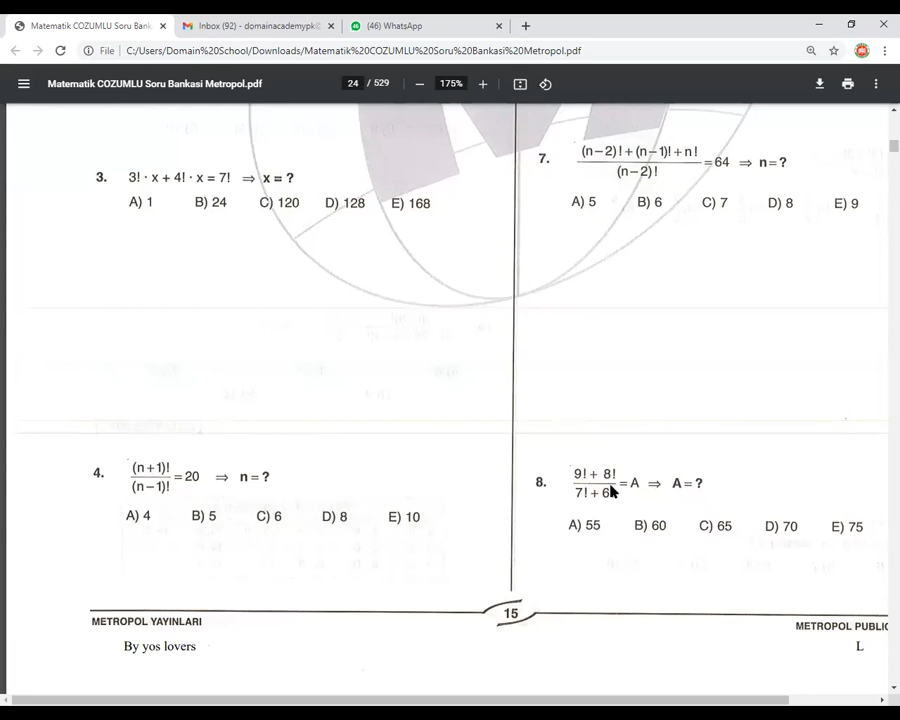 Matematik COZUMLU Soru Bank
Inbox (92) - domainacademypk@
(46) WhatsApp
File
C:/Users/Domain%20School/Downloads/Matematik%20COZUMLU%20Soru%20Bankasi%20Metropol.pdf
Matematik COZUMLU Soru Bankasi Metropol.pdf
24 / 529
175%
3. 3! · x + 4! · x = 7! ⇒ x = ?
A) 1 B) 24 C) 120 D) 128 E) 168
4. (n+1)! / (n−1)! = 20 ⇒ n = ?
A) 4 B) 5 C) 6 D) 8 E) 10
7. (n−2)! + (n−1)! + n! / (n−2)! = 64 ⇒ n = ?
A) 5 B) 6 C) 7 D) 8 E) 9
8. 9! + 8! / 7! + 6 = A ⇒ A = ?
A) 55 B) 60 C) 65 D) 70 E) 75
METROPOL YAYINLARI
15
METROPOL PUBLIC
By yos lovers
L